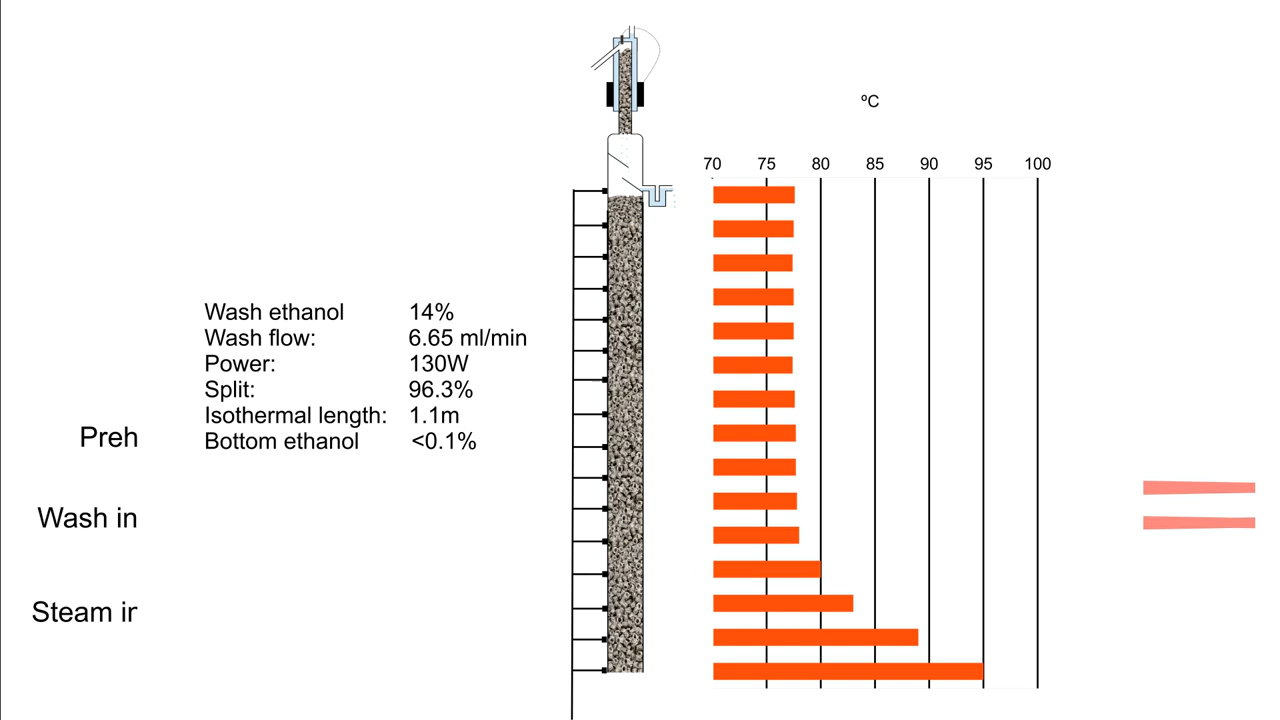 ºC
70 75 80 85 90 95 100
Wash ethanol 14%
Wash flow: 6.65 ml/min
Power: 130W
Split: 96.3%
Isothermal length: 1.1m
Bottom ethanol <0.1%
Preh
Wash in
Steam ir